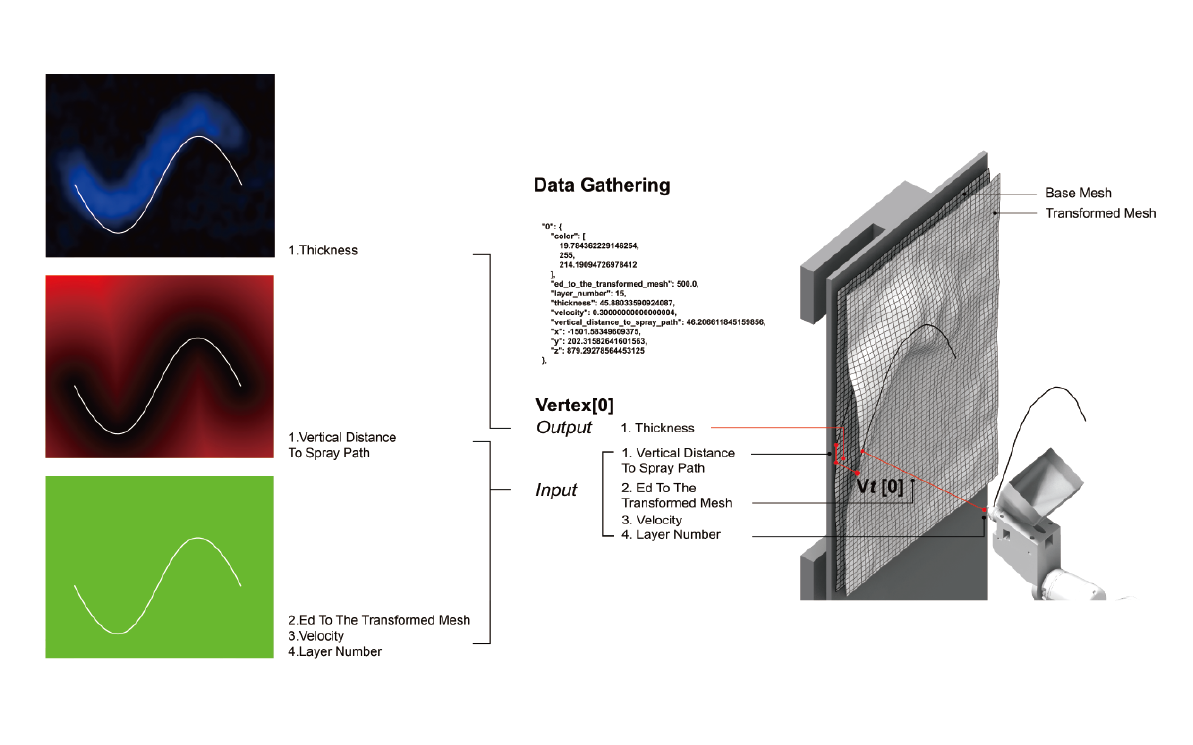 1.Thickness
1.Vertical Distance
To Spray Path
2.Ed To The Transformed Mesh
3.Velocity
4.Layer Number
Data Gathering
"0": {
"color": [
19.784362229146254,
255,
214.19094726978412
],
"ed_to_the_transformed_mesh": 500.0,
"layer_number": 15,
"thickness": 45.88033590924087,
"velocity": 0.30000000000000004,
"vertical_distance_to_spray_path": 46.206611845159856,
"x": -1501.58349609375,
"y": 202.31582641601563,
"z": 879.29278564453125
},
Vertex[0]
Output 1. Thickness
Input
1. Vertical Distance
To Spray Path
2. Ed To The
Transformed Mesh
3. Velocity
4. Layer Number
Base Mesh
Transformed Mesh
Vt [0]